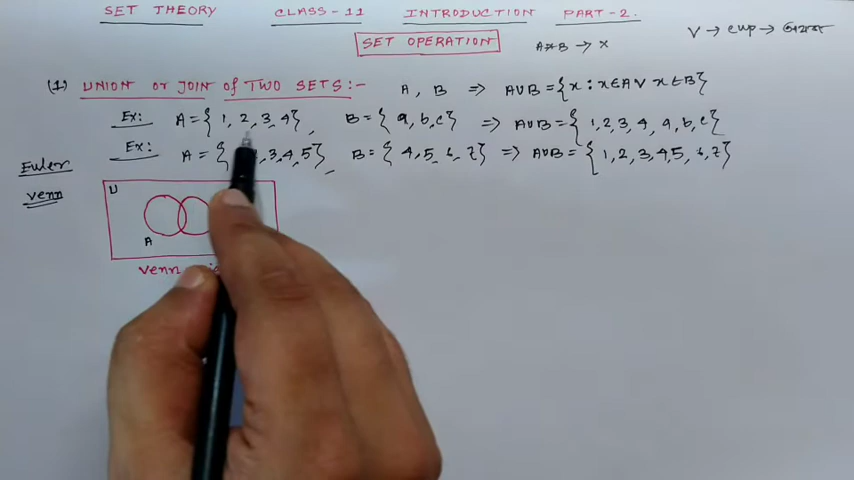 SET THEORY CLASS-11 INTRODUCTION PART-2.
SET OPERATION A*B → x V → cup →
(1) UNION or JOIN of TWO SETS:- A, B ⇒ A∪B = {x : x∈A ∨ x∈B}
Ex: A = {1, 2, 3, 4}, B = {a, b, c} ⇒ A∪B = {1, 2, 3, 4, a, b, c}
Ex: A = { 3, 4, 5}, B = {4, 5, 6, 7} ⇒ A∪B = {1, 2, 3, 4, 5, 6, 7}
Euler
venn
U
A
venn